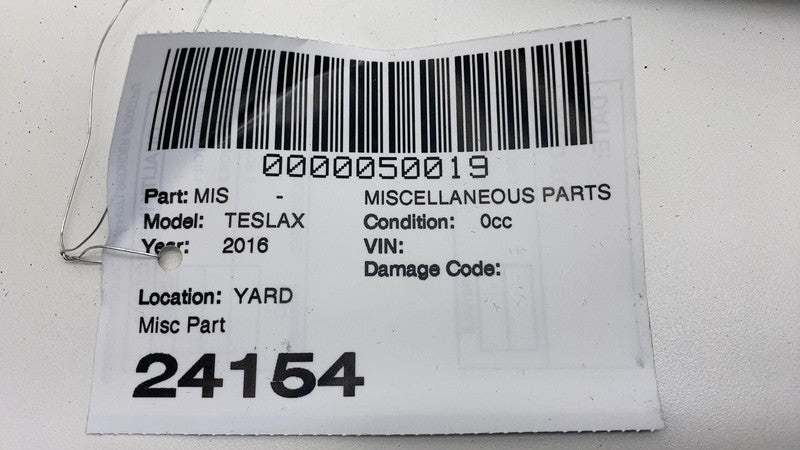 0000050019
Part: MIS - MISCELLANEOUS PARTS
Model: TESLAX Condition: 0cc
Year: 2016 VIN:
Damage Code:
Location: YARD
Misc Part
24154